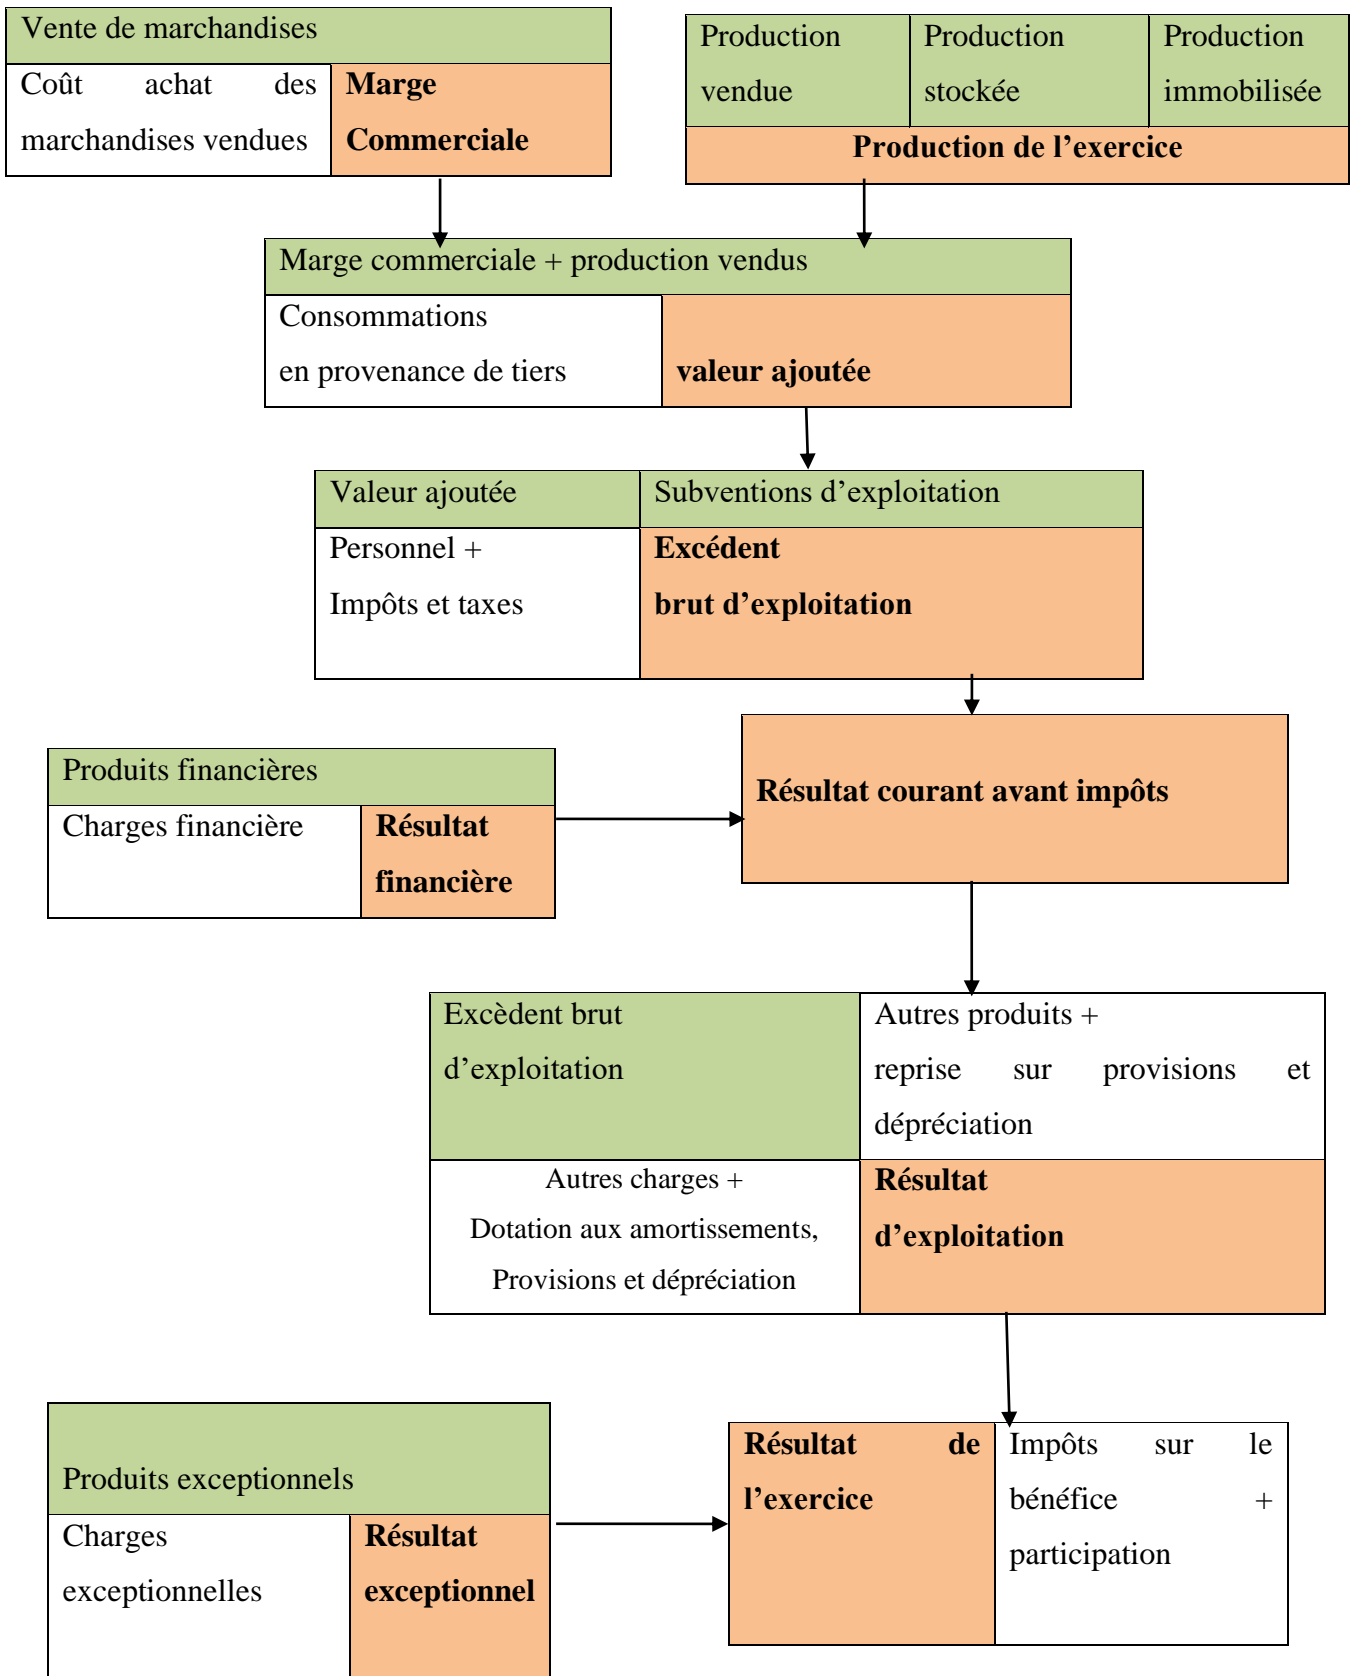 Vente de marchandises
Coût achat des
marchandises vendues
Marge
Commerciale
Production
vendue
Production
stockée
Production
immobilisée
Production de l’exercice
Marge commerciale + production vendus
Consommations
en provenance de tiers
valeur ajoutée
Valeur ajoutée
Subventions d’exploitation
Personnel +
Impôts et taxes
Excédent
brut d’exploitation
Produits financières
Charges financière
Résultat
financière
Résultat courant avant impôts
Excèdent brut
d’exploitation
Autres produits +
reprise sur provisions et
dépréciation
Autres charges +
Dotation aux amortissements,
Provisions et dépréciation
Résultat
d’exploitation
Produits exceptionnels
Charges
exceptionnelles
Résultat
exceptionnel
Résultat de
l’exercice
Impôts sur le
bénéfice +
participation